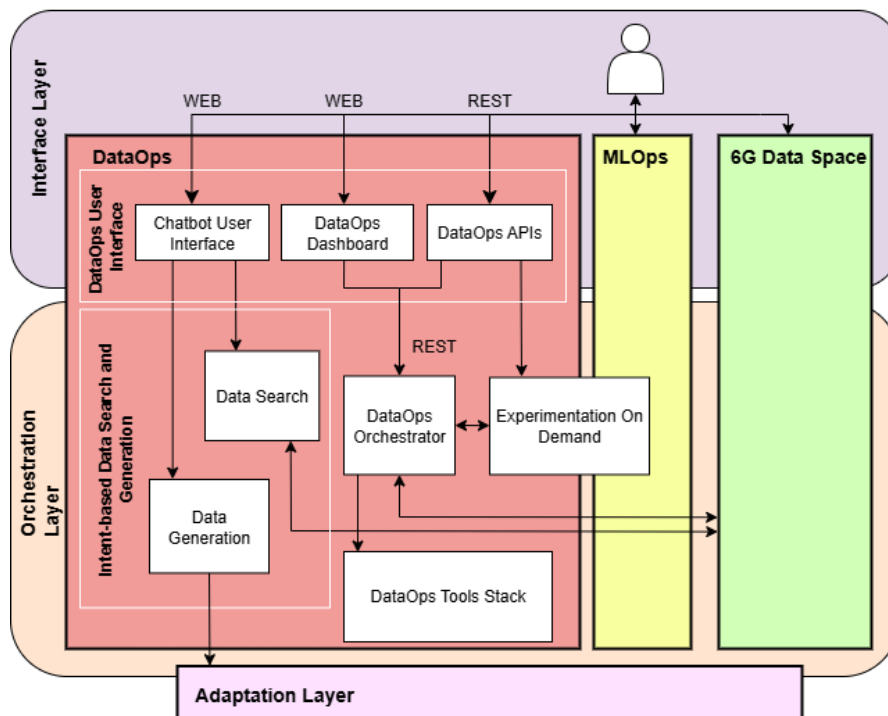 Interface Layer
WEB
WEB
REST
DataOps
MLOps
6G Data Space
DataOps User
Interface
Chatbot User
Interface
DataOps
Dashboard
DataOps APIs
REST
Orchestration
Layer
Intent-based Data Search and
Generation
Data Search
DataOps
Orchestrator
Experimentation On
Demand
Data
Generation
DataOps Tools Stack
Adaptation Layer